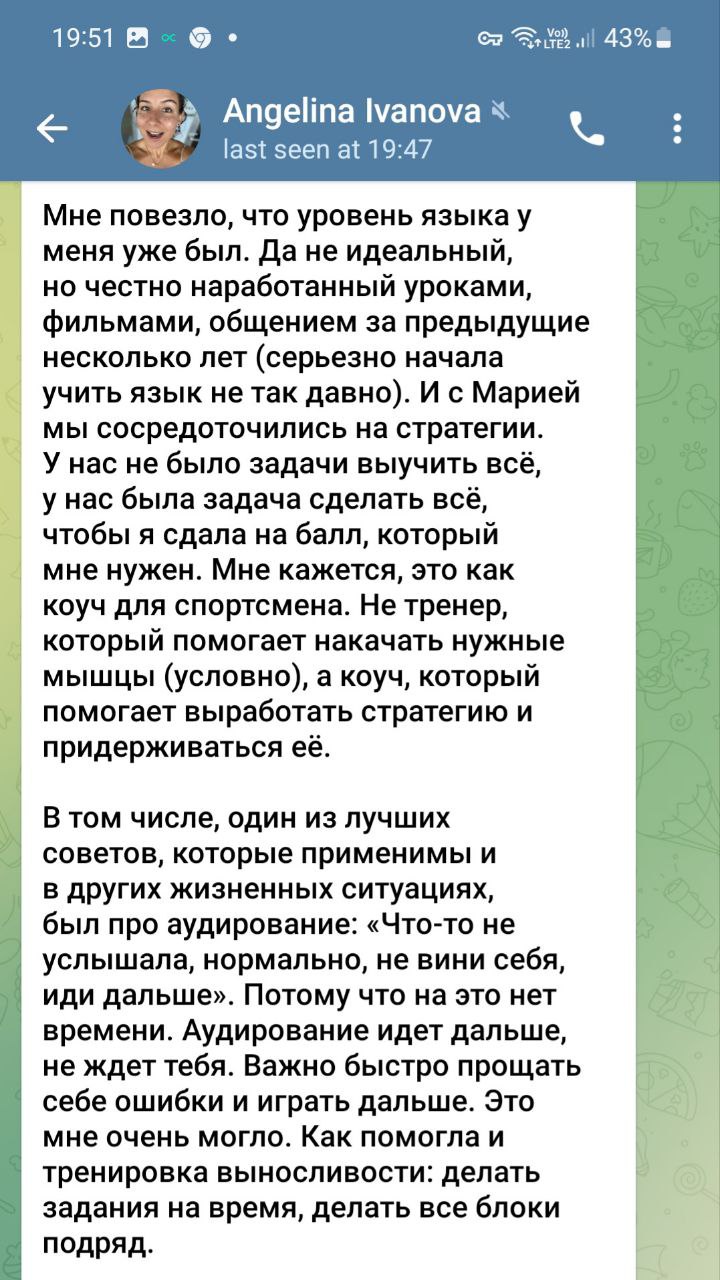 19:51
Vo))
LTE2
43%
Angelina Ivanova
last seen at 19:47
Мне повезло, что уровень языка у
меня уже был. Да не идеальный,
но честно наработанный уроками,
фильмами, общением за предыдущие
несколько лет (серьезно начала
учить язык не так давно). И с Марией
мы сосредоточились на стратегии.
У нас не было задачи выучить всё,
у нас была задача сделать всё,
чтобы я сдала на балл, который
мне нужен. Мне кажется, это как
коуч для спортсмена. Не тренер,
который помогает накачать нужные
мышцы (условно), а коуч, который
помогает выработать стратегию и
придерживаться её.
В том числе, один из лучших
советов, которые применимы и
в других жизненных ситуациях,
был про аудирование: «Что-то не
услышала, нормально, не вини себя,
иди дальше». Потому что на это нет
времени. Аудирование идет дальше,
не ждет тебя. Важно быстро прощать
себе ошибки и играть дальше. Это
мне очень могло. Как помогла и
тренировка выносливости: делать
задания на время, делать все блоки
подряд.